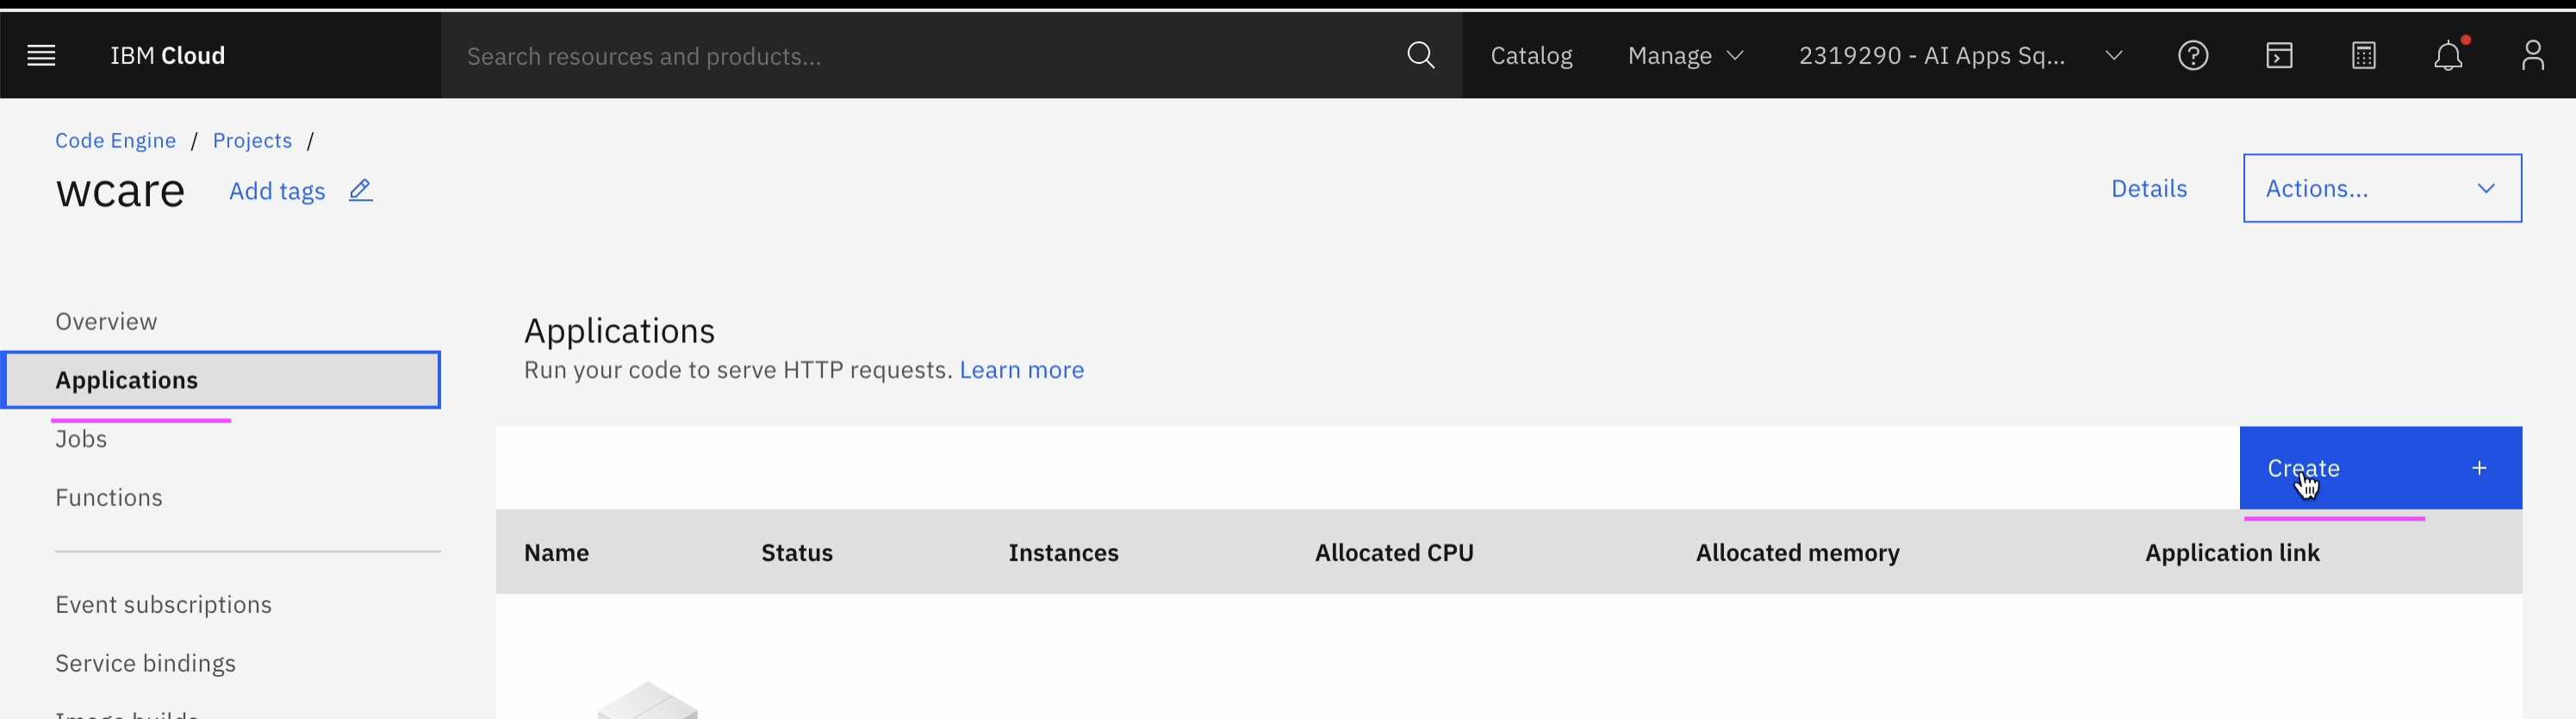 IBM Cloud
Search resources and products...
Catalog
Manage
2319290 - AI Apps Sq...
Code Engine / Projects /
wcare
Add tags
Details
Actions...
Overview
Applications
Jobs
Functions
Event subscriptions
Service bindings
Image builds
Applications
Run your code to serve HTTP requests. Learn more
Create +
Name
Status
Instances
Allocated CPU
Allocated memory
Application link